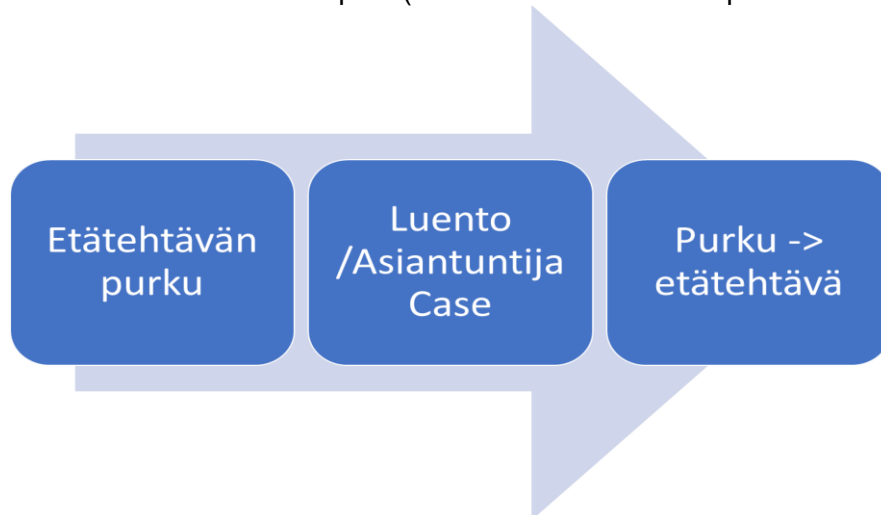 Etätehtävän
purku
Luento
/Asiantuntija
Case
Purku ->
etätehtävä